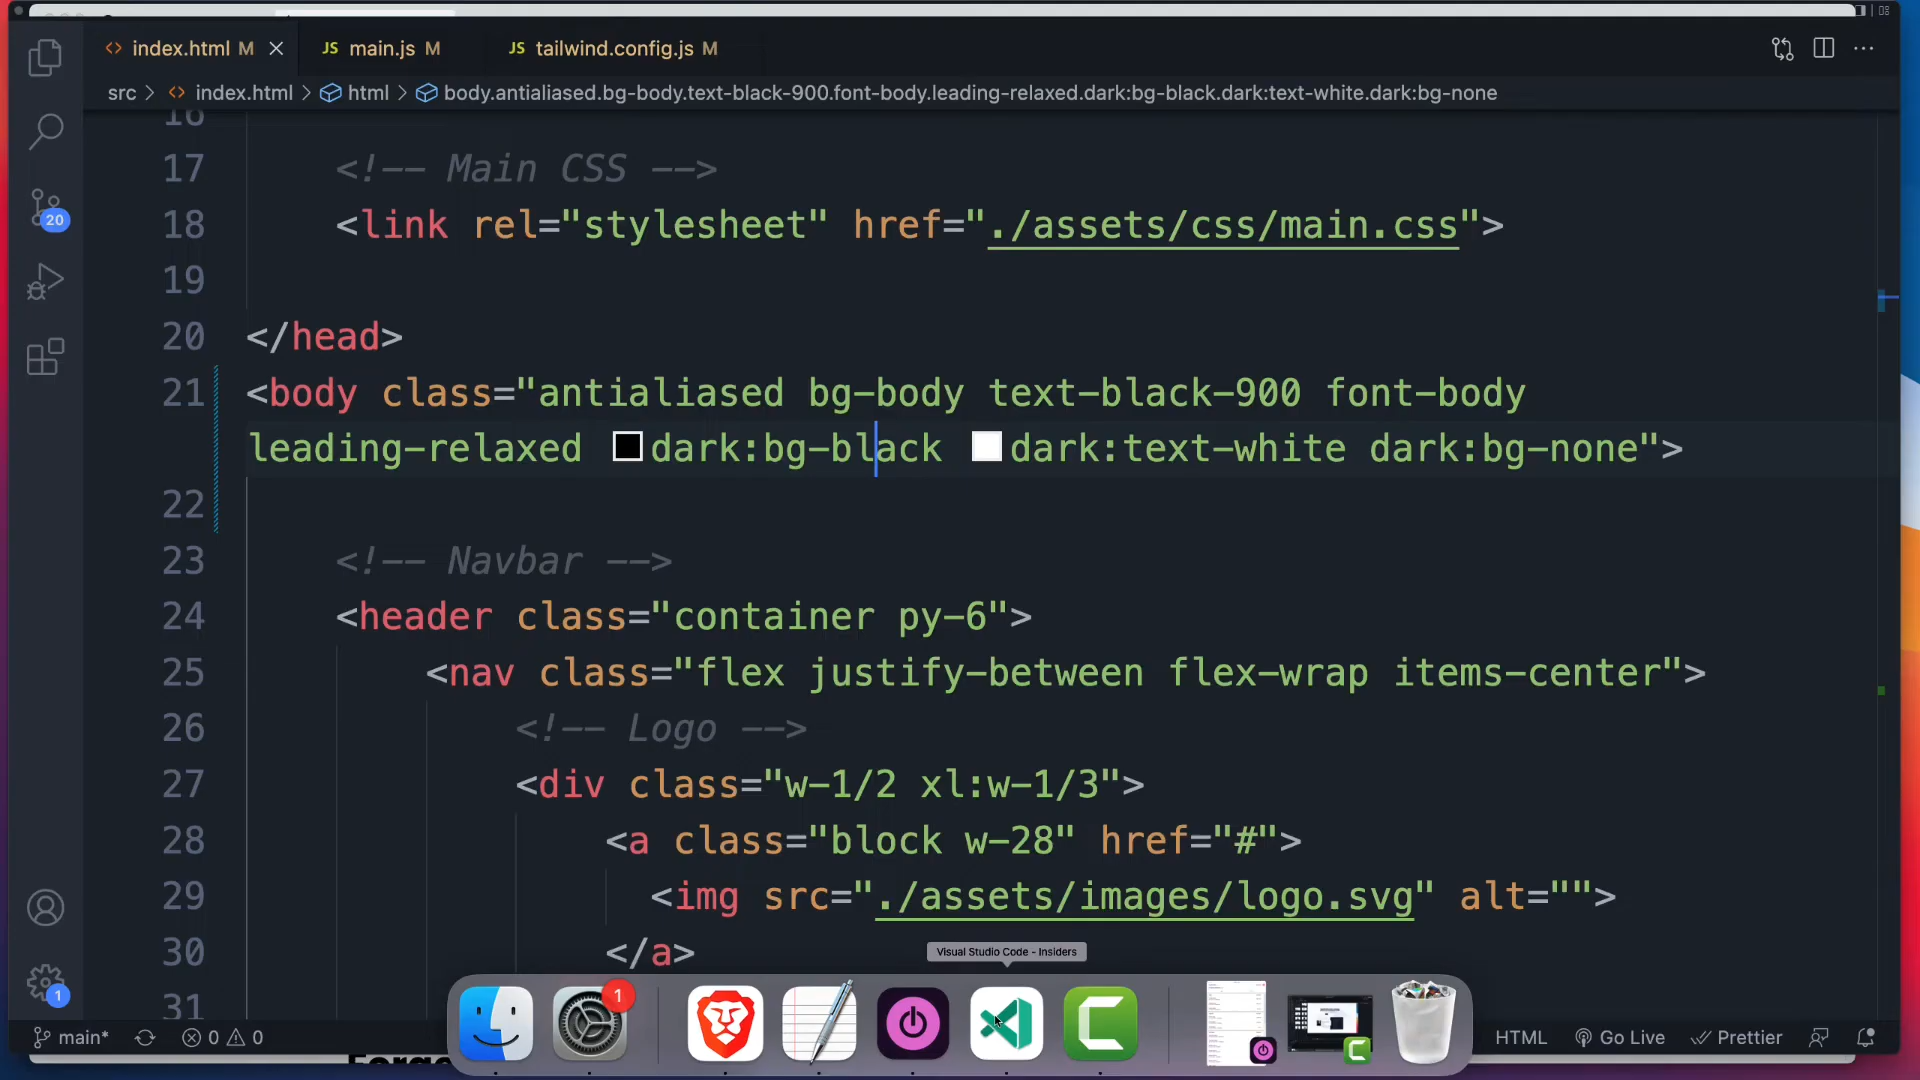 index.html M
JS main.js M
JS tailwind.config.js M
src > index.html > html > body.antialiased.bg-body.text-black-900.font-body.leading-relaxed.dark:bg-black.dark:text-white.dark:bg-none
16
17 <!-- Main CSS -->
18 <link rel="stylesheet" href="./assets/css/main.css">
19
20 </head>
21 <body class="antialiased bg-body text-black-900 font-body
leading-relaxed dark:bg-black dark:text-white dark:bg-none">
22
23 <!-- Navbar -->
24 <header class="container py-6">
25 <nav class="flex justify-between flex-wrap items-center">
26 <!-- Logo -->
27 <div class="w-1/2 xl:w-1/3">
28 <a class="block w-28" href="#">
29 <img src="./assets/images/logo.svg" alt="">
30 </a>
31
20
1
Visual Studio Code - Insiders
1
main* 0 0
HTML Go Live Prettier